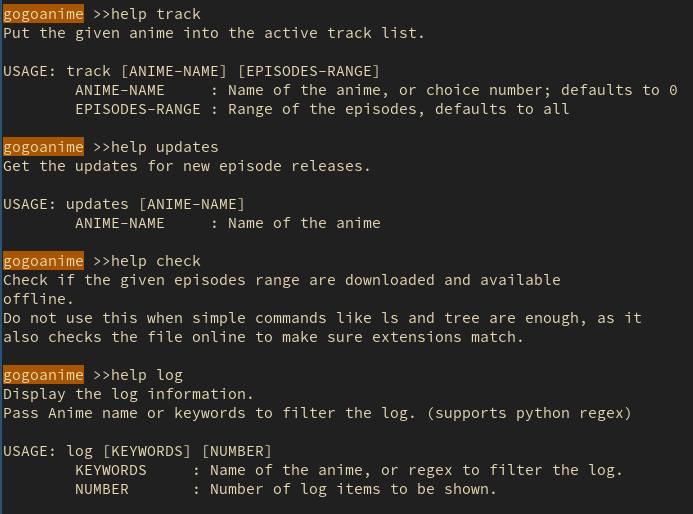 gogoanime >>help track
Put the given anime into the active track list.
USAGE: track [ANIME-NAME] [EPISODES-RANGE]
ANIME-NAME     : Name of the anime, or choice number; defaults to 0
EPISODES-RANGE : Range of the episodes, defaults to all
gogoanime >>help updates
Get the updates for new episode releases.
USAGE: updates [ANIME-NAME]
ANIME-NAME     : Name of the anime
gogoanime >>help check
Check if the given episodes range are downloaded and available
offline.
Do not use this when simple commands like ls and tree are enough, as it
also checks the file online to make sure extensions match.
gogoanime >>help log
Display the log information.
Pass Anime name or keywords to filter the log. (supports python regex)
USAGE: log [KEYWORDS] [NUMBER]
KEYWORDS     : Name of the anime, or regex to filter the log.
NUMBER       : Number of log items to be shown.